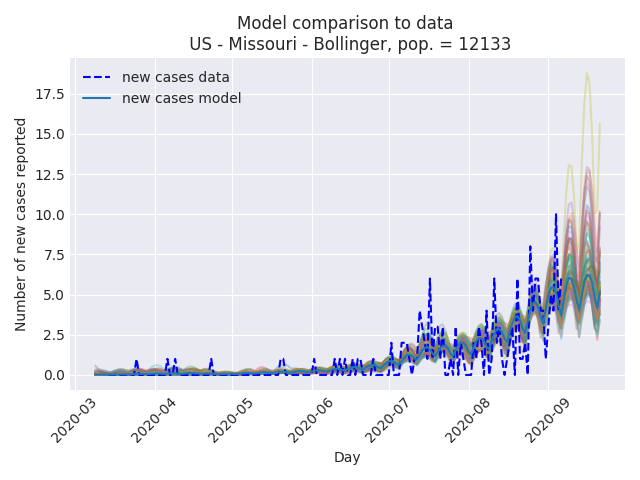 Model comparison to data
US - Missouri - Bollinger, pop. = 12133
new cases data
new cases model
Number of new cases reported
17.5
15.0
12.5
10.0
7.5
5.0
2.5
0.0
2020-03
2020-04
2020-05
2020-06
2020-07
2020-08
2020-09
Day